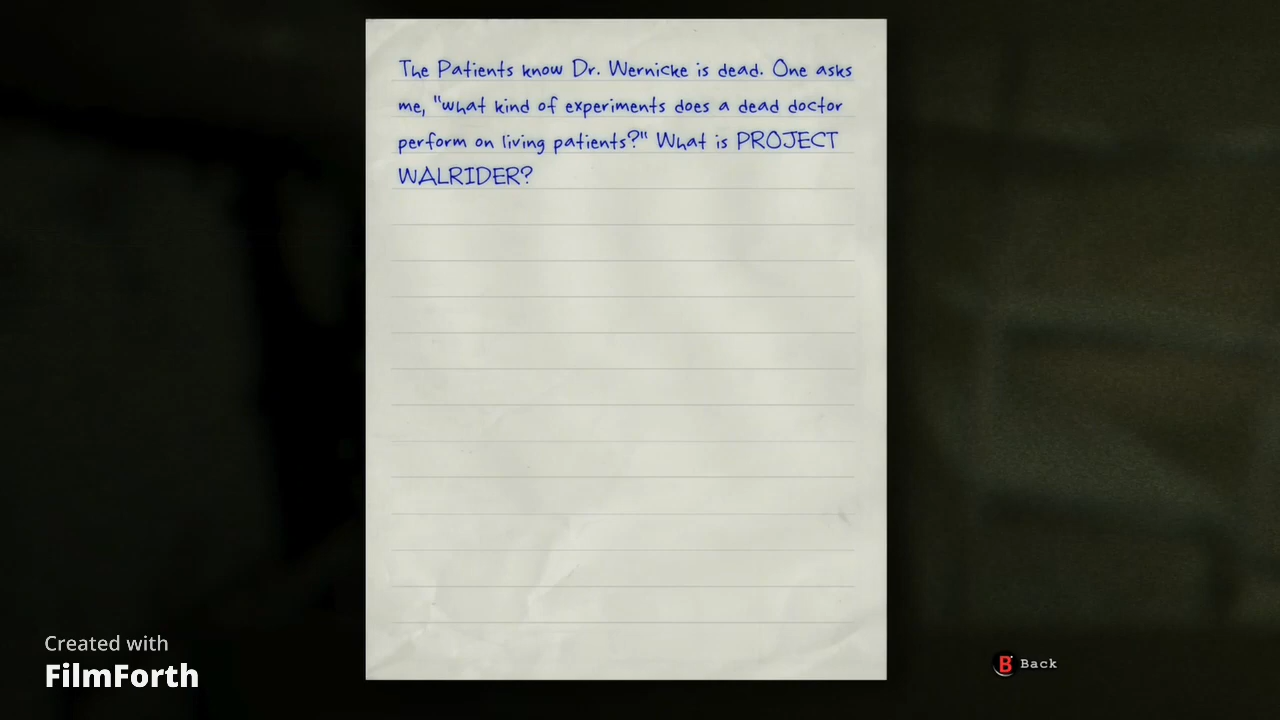 The Patients know Dr. Wernicke is dead. One asks
me, "what kind of experiments does a dead doctor
perform on living patients?" What is PROJECT
WALRIDER?
Created with
FilmForth
B Back